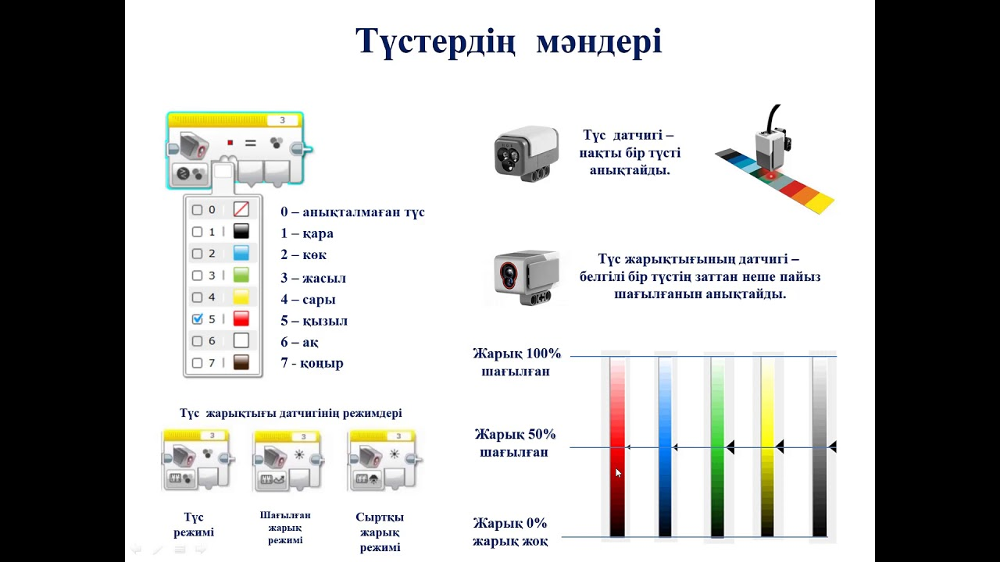 Түстердің мәндері
3
0
1
2
3
4
5
6
7
0 – анықталмаған түс
1 – қара
2 – көк
3 – жасыл
4 – сары
5 – қызыл
6 – ақ
7 - қоңыр
Түс датчигі –
нақты бір түсті
анықтайды.
Түс жарықтығының датчигі –
белгілі бір түстің заттан неше пайыз
шағылғанын анықтайды.
Жарық 100%
шағылған
Жарық 50%
шағылған
Жарық 0%
жарық жоқ
Түс жарықтығы датчигінің режимдері
3
3
3
Түс
режимі
Шағылған
жарық
режимі
Сыртқы
жарық
режимі